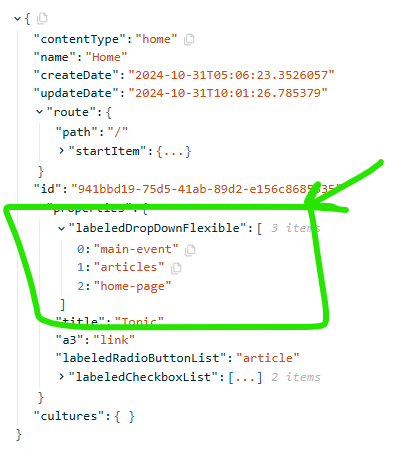 {
"contentType":"home"
"name":"Home"
"createDate":"2024-10-31T05:06:23.3526057"
"updateDate":"2024-10-31T10:01:26.785379"
"route":{
"path":"/"
"startItem":{...}
}
"id":"941bbd19-75d5-41ab-89d2-e156c8685d35"
"properties":{
"labeledDropDownFlexible":[ 3 items
0:"main-event"
1:"articles"
2:"home-page"
]
"title":"Tonic"
"a3":"link"
"labeledRadioButtonList":"article"
"labeledCheckboxList":[...] 2 items
}
"cultures":{ }
}